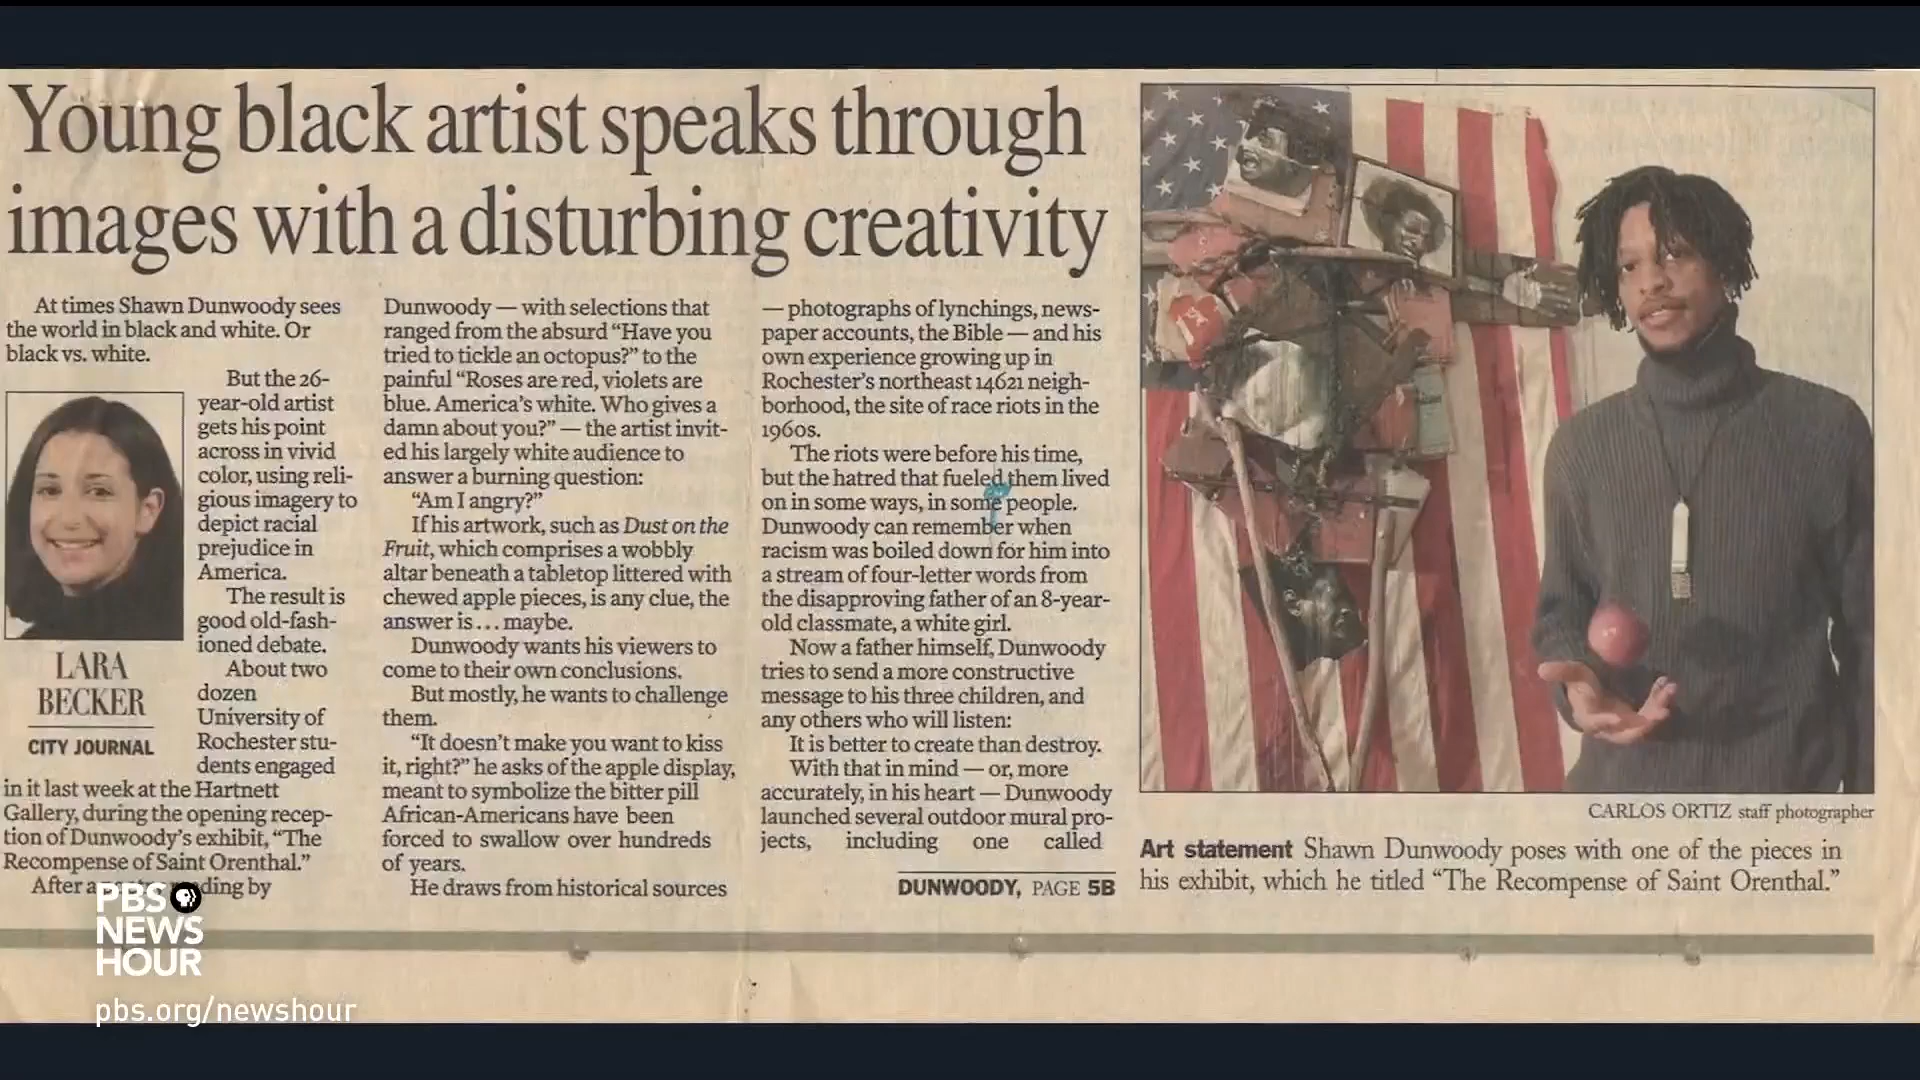 Young black artist speaks through
images with a disturbing creativity
At times Shawn Dunwoody sees
the world in black and white. Or
black vs. white.
But the 26-
year-old artist
gets his point
across in vivid
color, using reli-
gious imagery to
depict racial
prejudice in
America.
The result is
good old-fash-
ioned debate.
About two
dozen
University of
Rochester stu-
dents engaged
in it last week at the Hartnett
Gallery, during the opening recep-
tion of Dunwoody's exhibit, "The
Recompense of Saint Orenthal."
After a by
LARA
BECKER
CITY JOURNAL
Dunwoody — with selections that
ranged from the absurd "Have you
tried to tickle an octopus?" to the
painful "Roses are red, violets are
blue. America's white. Who gives a
damn about you?" — the artist invit-
ed his largely white audience to
answer a burning question:
"Am I angry?"
If his artwork, such as Dust on the
Fruit, which comprises a wobbly
altar beneath a tabletop littered with
chewed apple pieces, is any clue, the
answer is . . . maybe.
Dunwoody wants his viewers to
come to their own conclusions.
But mostly, he wants to challenge
them.
"It doesn't make you want to kiss
it, right?" he asks of the apple display,
meant to symbolize the bitter pill
African-Americans have been
forced to swallow over hundreds
of years.
He draws from historical sources
— photographs of lynchings, news-
paper accounts, the Bible — and his
own experience growing up in
Rochester's northeast 14621 neigh-
borhood, the site of race riots in the
1960s.
The riots were before his time,
but the hatred that fueled them lived
on in some ways, in some people.
Dunwoody can remember when
racism was boiled down for him into
a stream of four-letter words from
the disapproving father of an 8-year-
old classmate, a white girl.
Now a father himself, Dunwoody
tries to send a more constructive
message to his three children, and
any others who will listen:
It is better to create than destroy.
With that in mind — or, more
accurately, in his heart — Dunwoody
launched several outdoor mural pro-
jects, including one called
DUNWOODY, PAGE 5B
CARLOS ORTIZ staff photographer
Art statement Shawn Dunwoody poses with one of the pieces in
his exhibit, which he titled "The Recompense of Saint Orenthal."
PBS
NEWS
HOUR
pbs.org/newshour